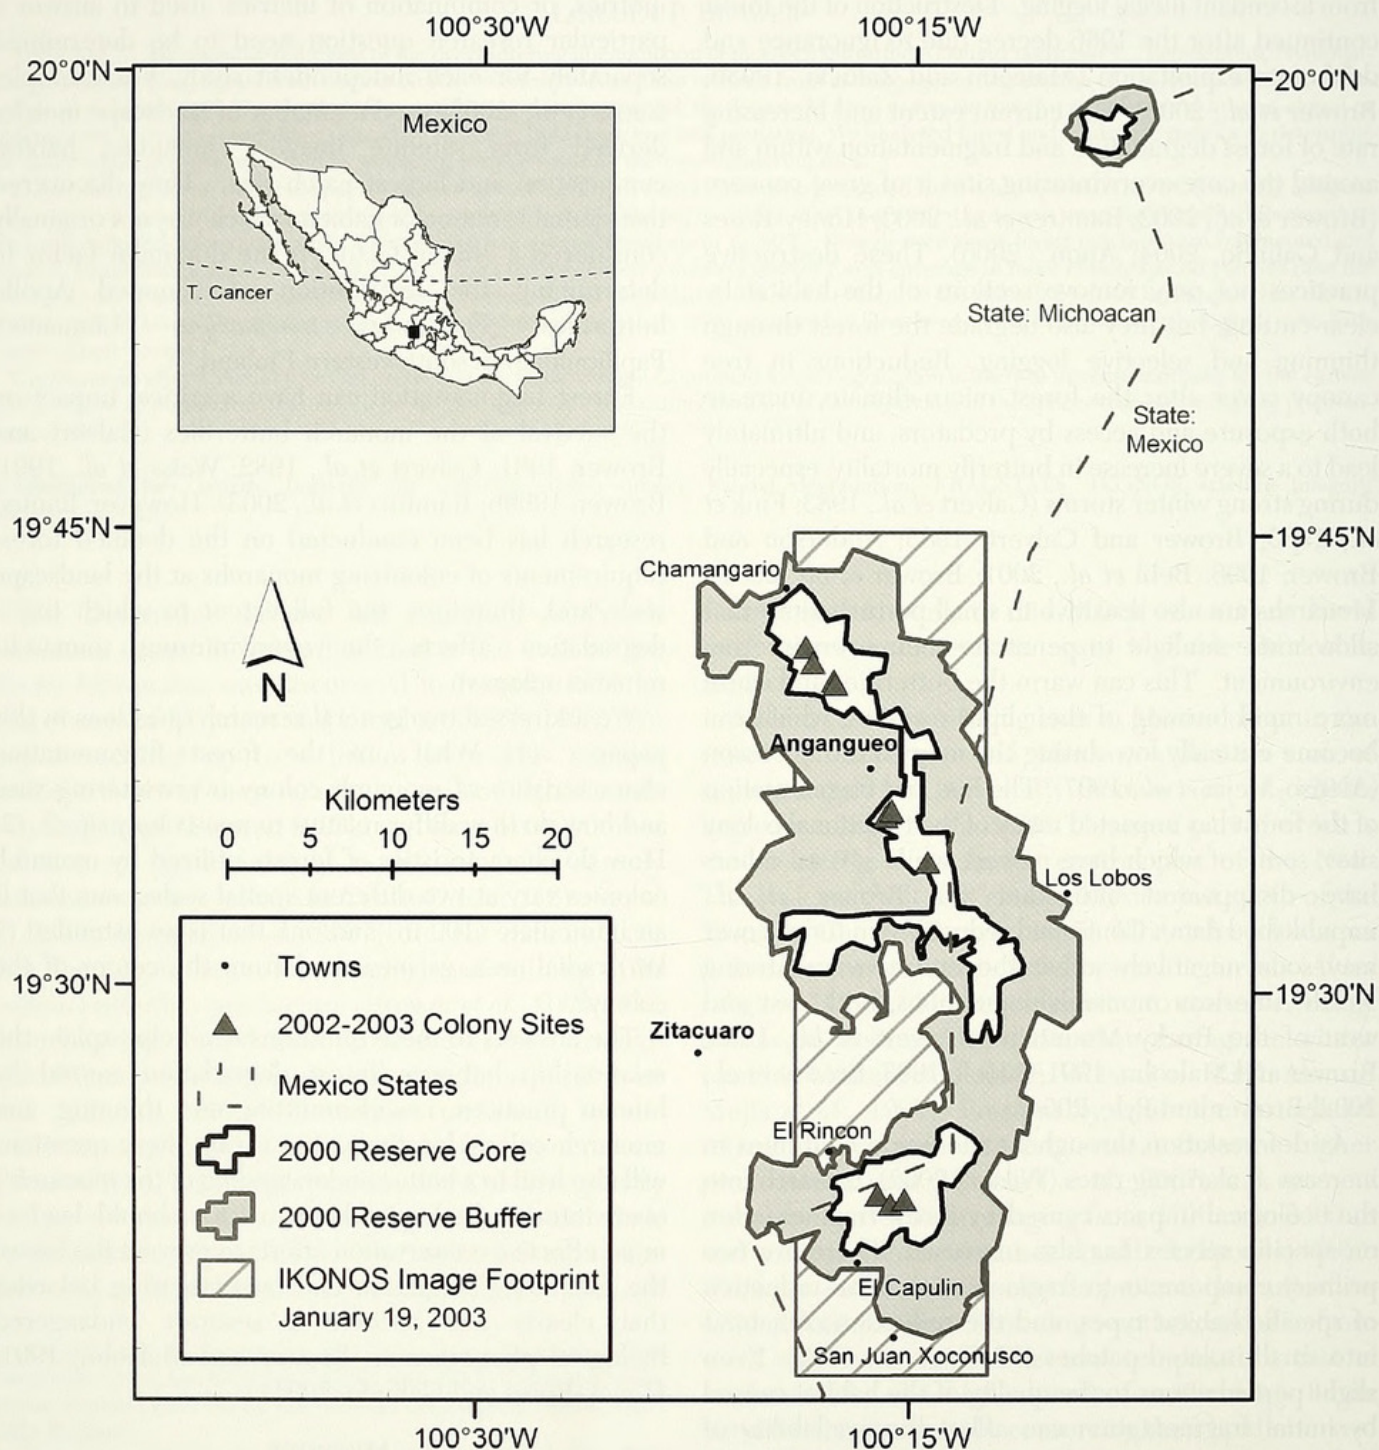 100°30'W
100°15'W
20°0'N
20°0'N
Mexico
T. Cancer
State: Michoacan
State:
Mexico
19°45'N
19°45'N
Chamangario
N
Angangueo
Kilometers
0 5 10 15 20
Los Lobos
Towns
19°30'N
19°30'N
2002-2003 Colony Sites
Zitacuaro
Mexico States
El Rincon
2000 Reserve Core
2000 Reserve Buffer
IKONOS Image Footprint
January 19, 2003
El Capulin
San Juan Xoconusco
100°30'W
100°15'W